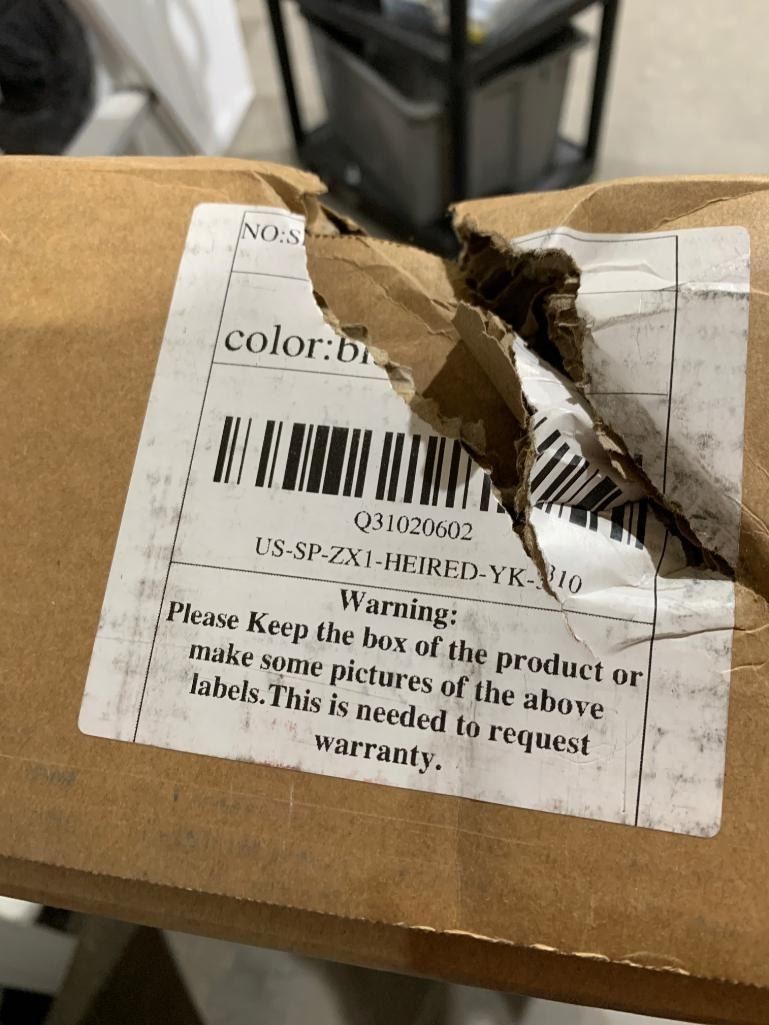 NO:S
color:bl
Q31020602
US-SP-ZX1-HEIRED-YK- 310
Warning:
Please Keep the box of the product or
make some pictures of the above
labels.This is needed to request
warranty.